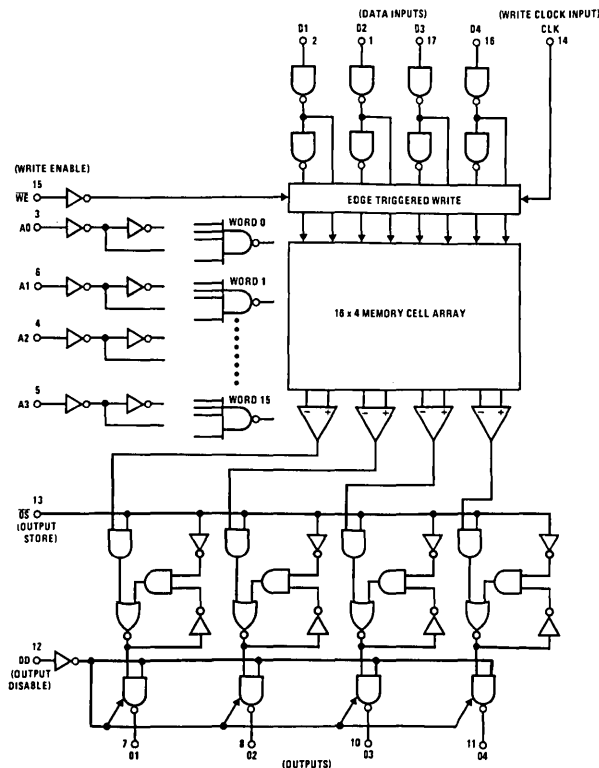 (DATA INPUTS) (WRITE CLOCK INPUT)
D1 D2 D3 D4 CLK
2 1 17 16 14
(WRITE ENABLE)
15
WE
EDGE TRIGGERED WRITE
3
A0
WORD 0
6
A1
WORD 1
16 x 4 MEMORY CELL ARRAY
4
A2
5
A3
WORD 15
− + − + − + − +
13
OS
(OUTPUT
STORE)
12
OD
(OUTPUT
DISABLE)
7 8 10 11
O1 O2 O3 O4
(OUTPUTS)